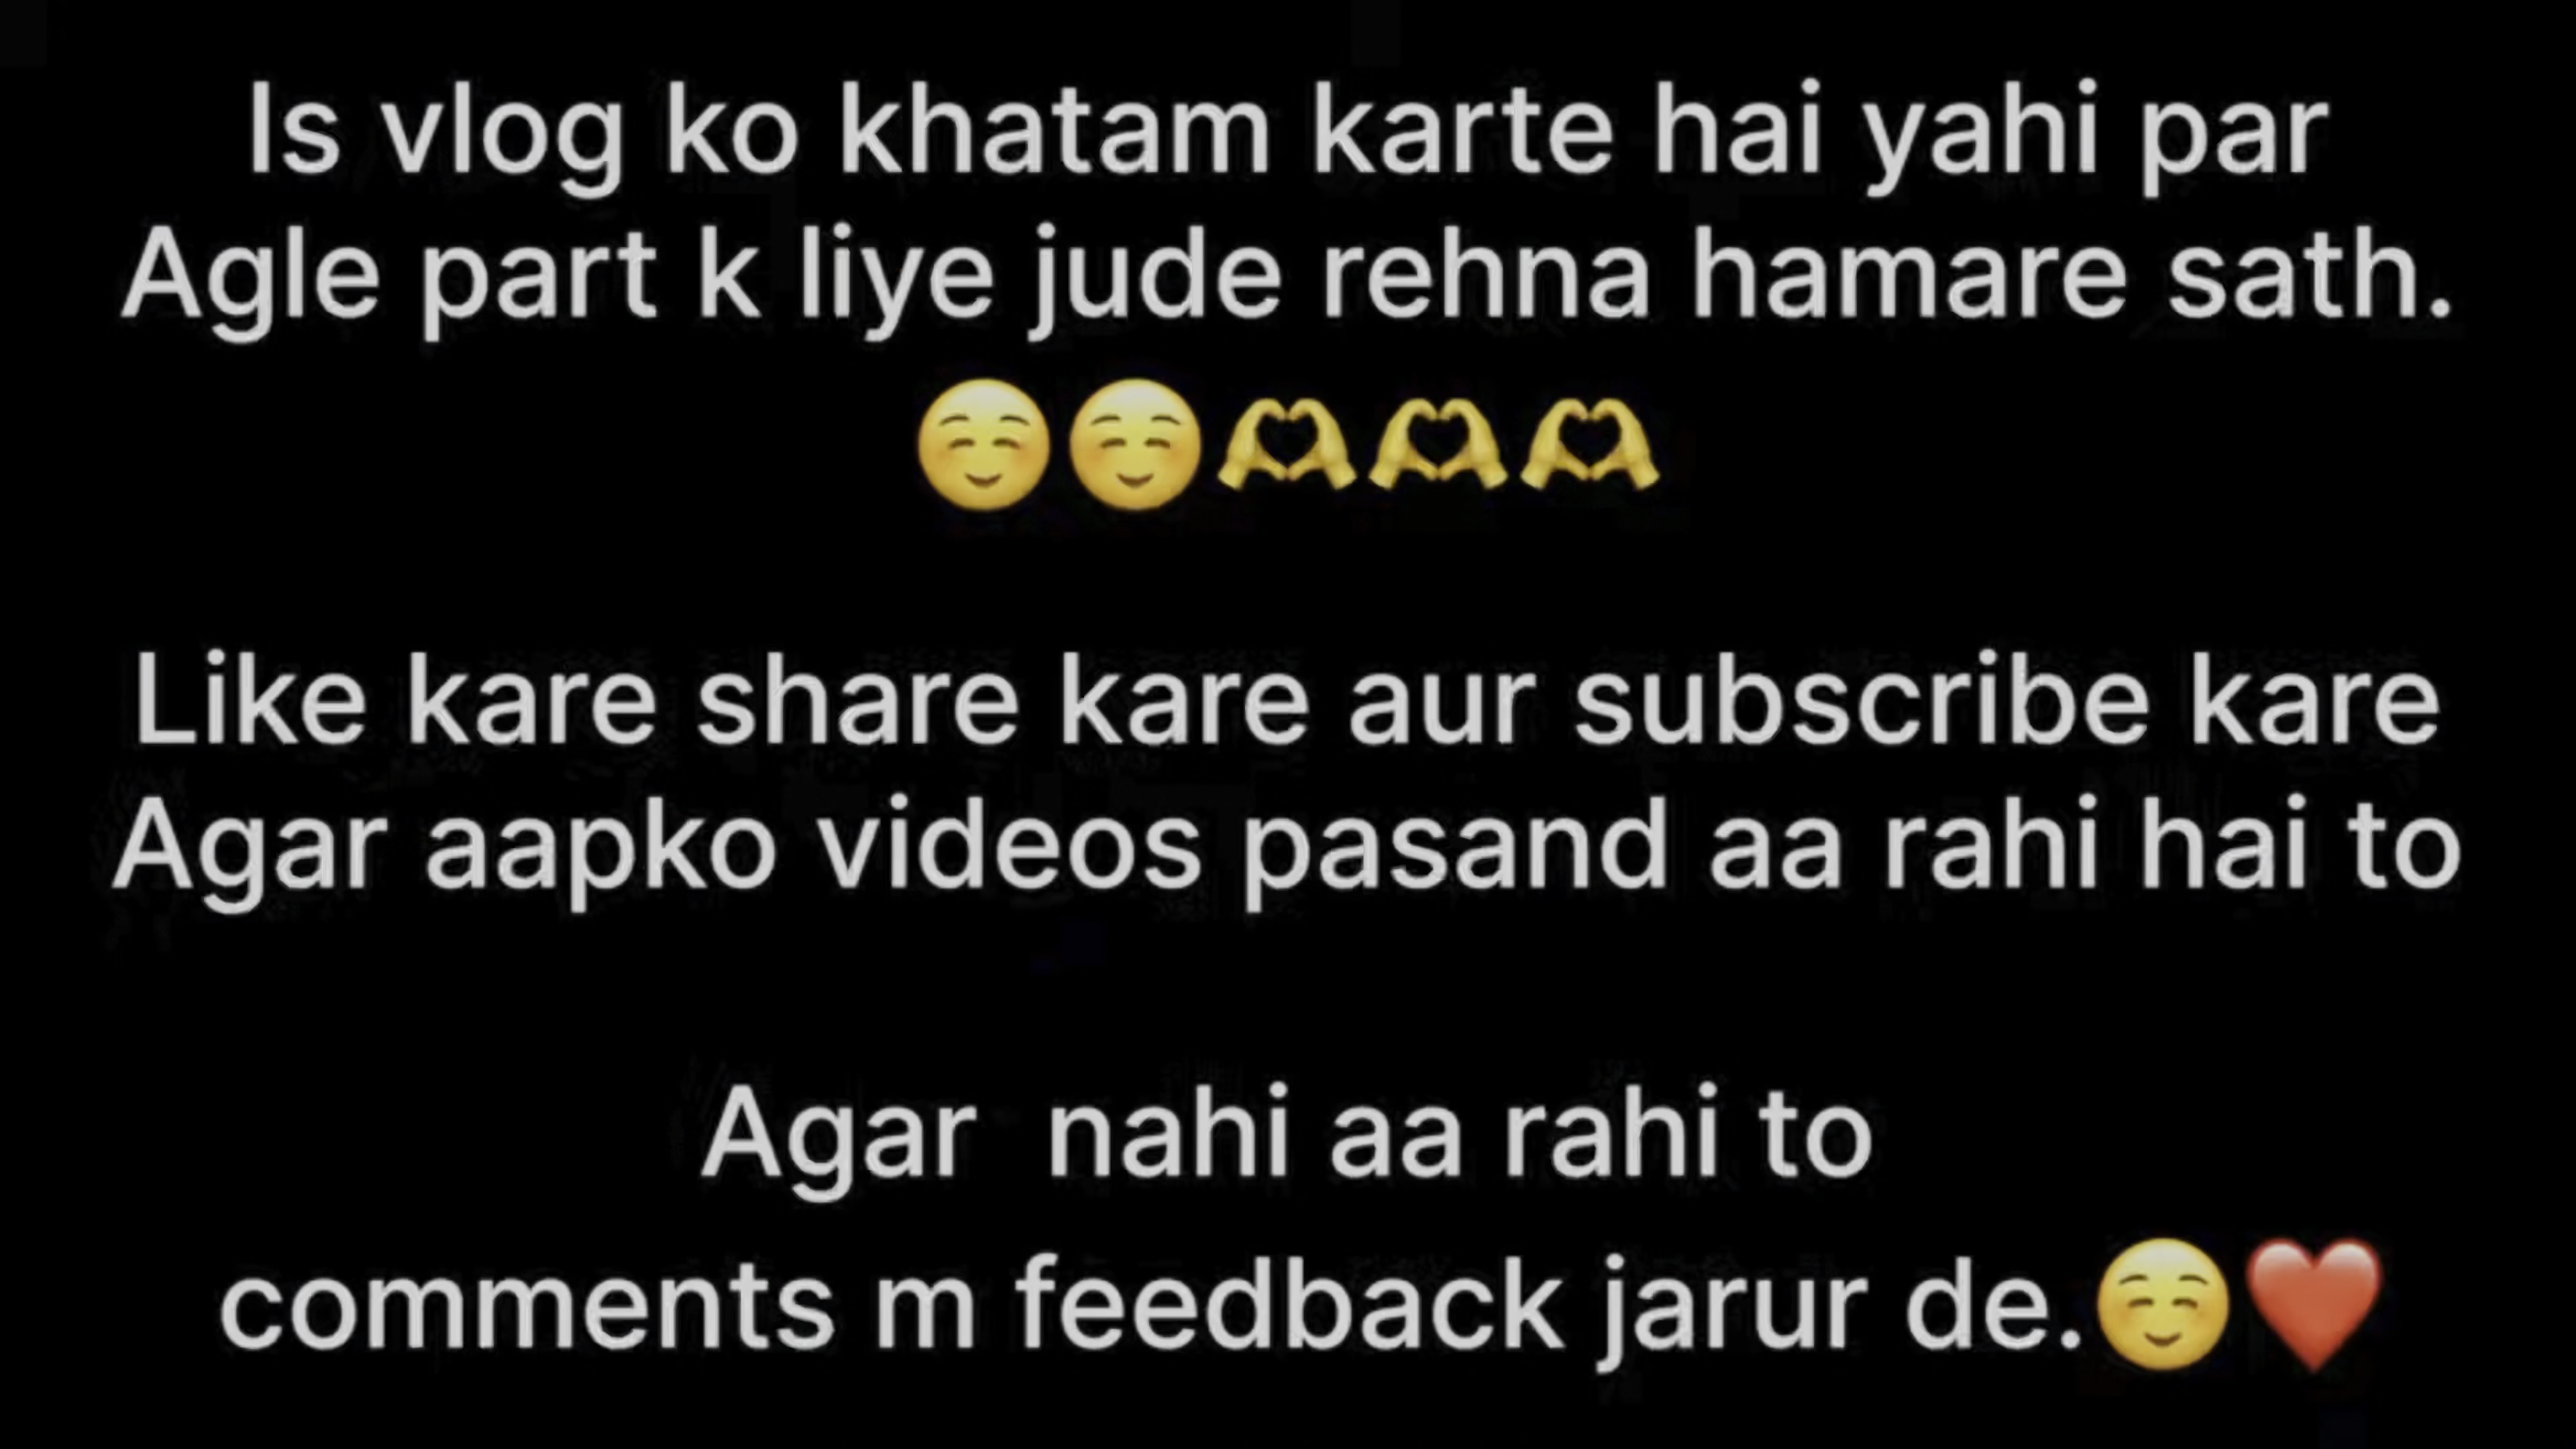 Is vlog ko khatam karte hai yahi par
Agle part k liye jude rehna hamare sath.
☺️☺️🫶🫶🫶
Like kare share kare aur subscribe kare
Agar aapko videos pasand aa rahi hai to
Agar  nahi aa rahi to
comments m feedback jarur de.☺️❤️